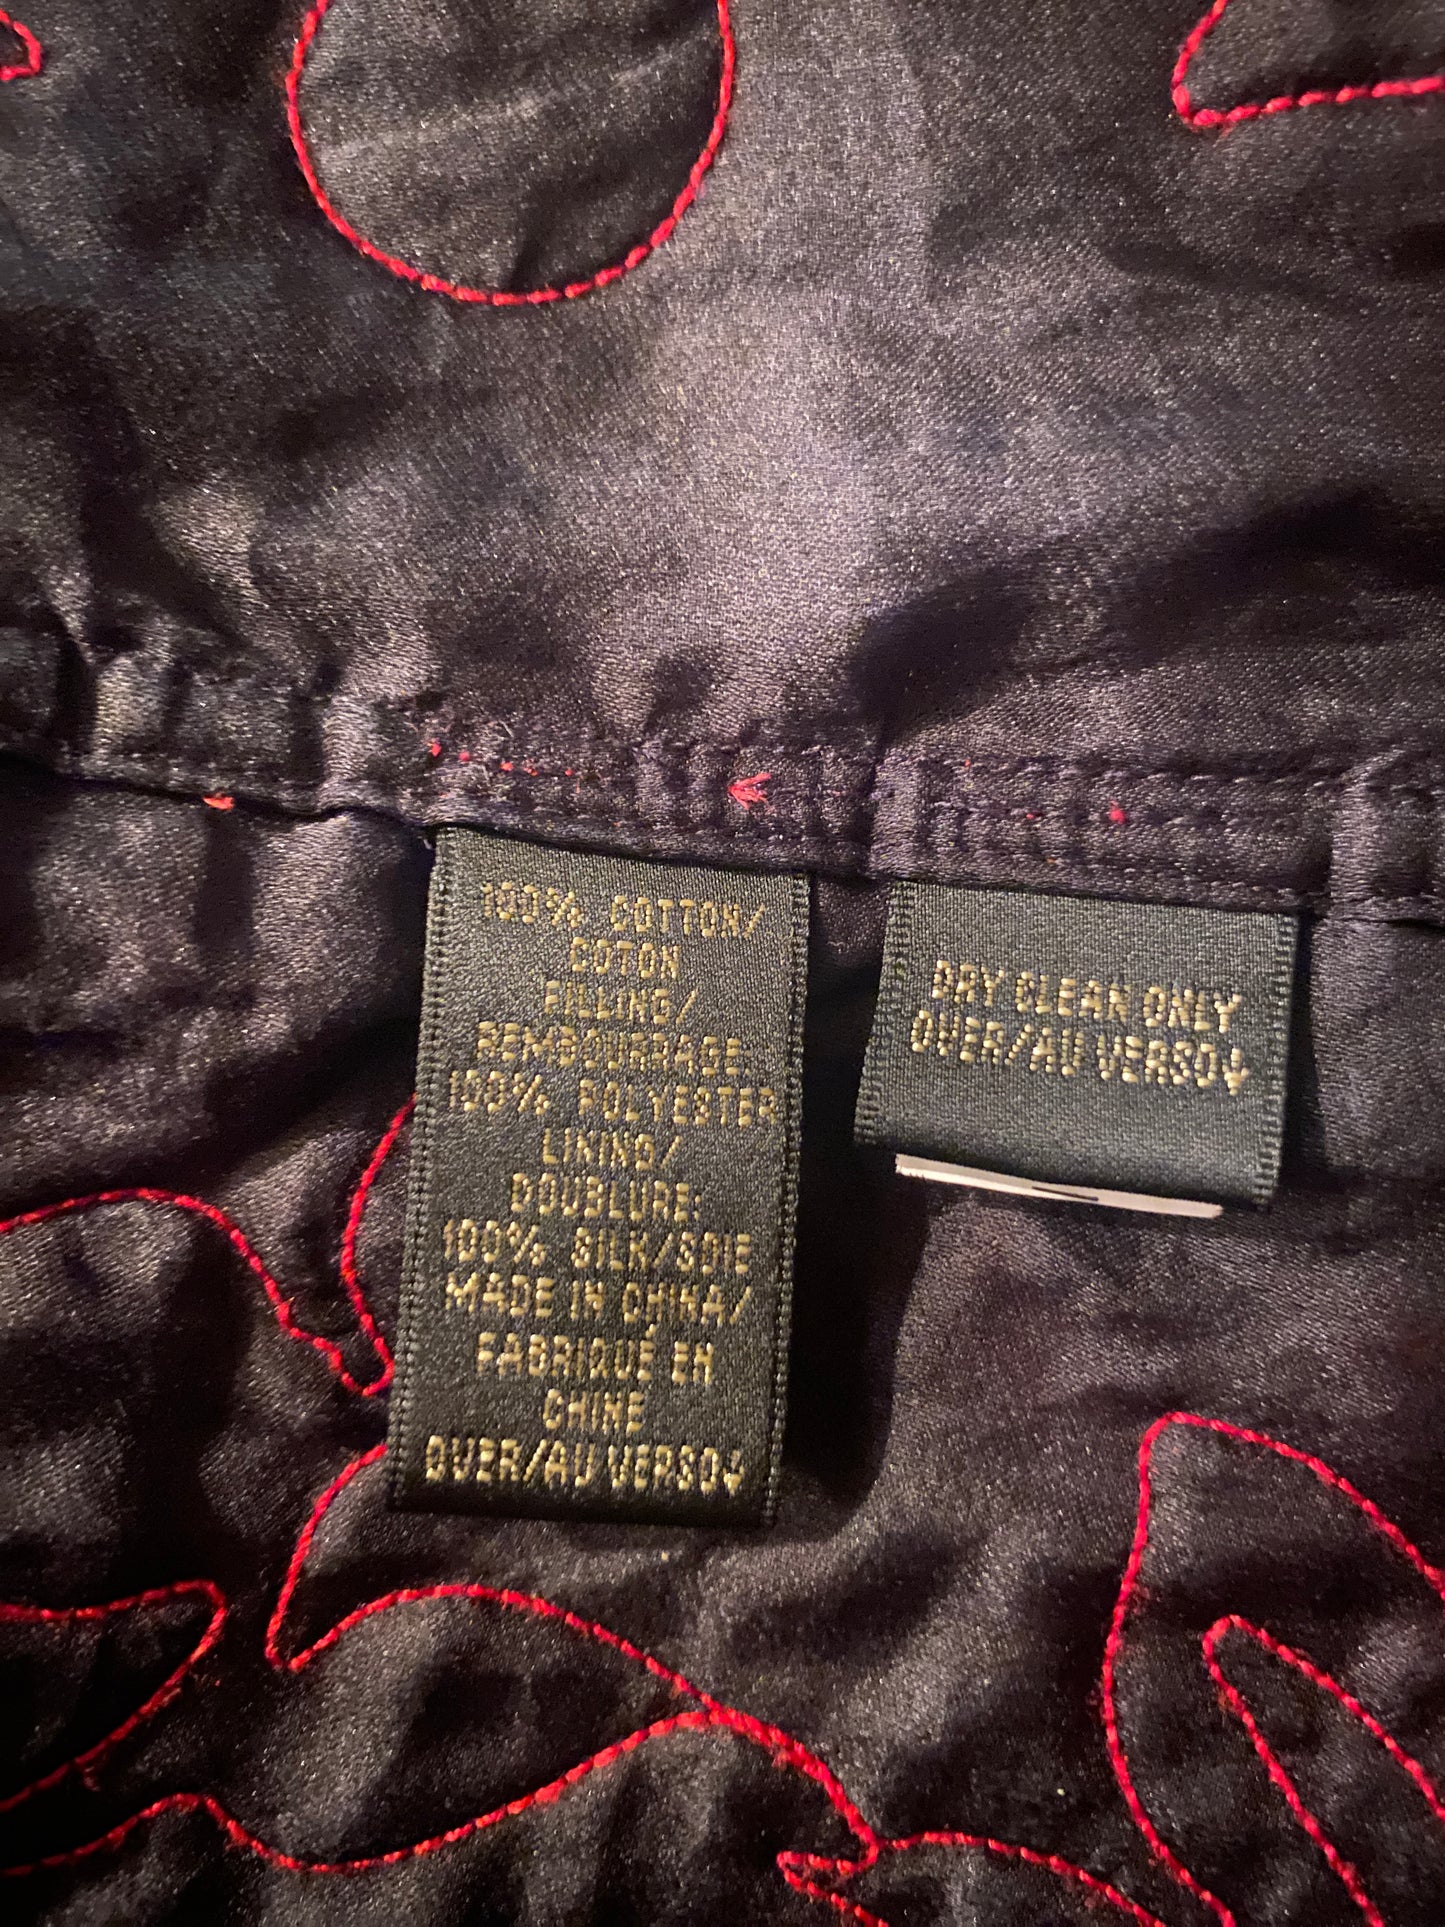 100% COTTON/
COTON
FILLING/
REMBOURRAGE:
100% POLYESTER
LINING/
DOUBLURE:
100% SILK/SOIE
MADE IN CHINA/
FABRIQUÉ EN
CHINE
OVER/AU VERSO↓
DRY CLEAN ONLY
OVER/AU VERSO↓